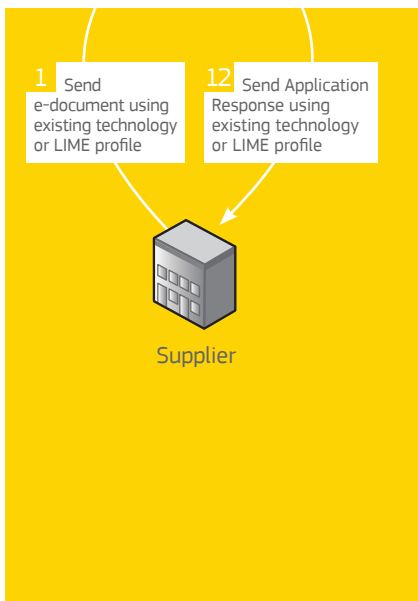 1 Send
e-document using
existing technology
or LIME profile
12 Send Application
Response using
existing technology
or LIME profile
Supplier